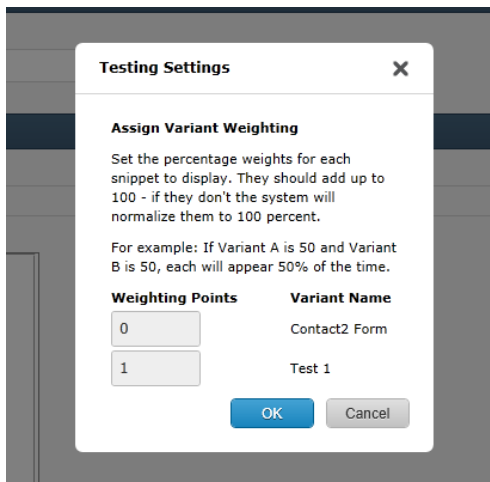 Testing Settings
Assign Variant Weighting
Set the percentage weights for each
snippet to display. They should add up to
100 - if they don't the system will
normalize them to 100 percent.
For example: If Variant A is 50 and Variant
B is 50, each will appear 50% of the time.
Weighting Points Variant Name
0 Contact2 Form
1 Test 1
OK Cancel